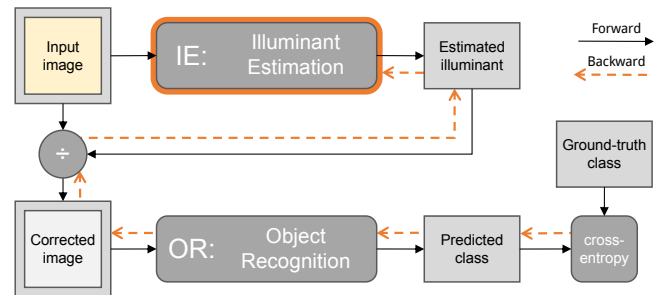 Input
image
IE:
Illuminant
Estimation
Estimated
illuminant
Forward
Backward
÷
Ground-truth
class
Corrected
image
OR:
Object
Recognition
Predicted
class
cross-
entropy